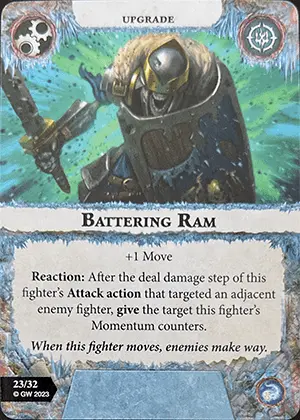 UPGRADE
BATTERING RAM
+1 Move
Reaction: After the deal damage step of this
fighter's Attack action that targeted an adjacent
enemy fighter, give the target this fighter's
Momentum counters.
When this fighter moves, enemies make way.
23/32
© GW 2023